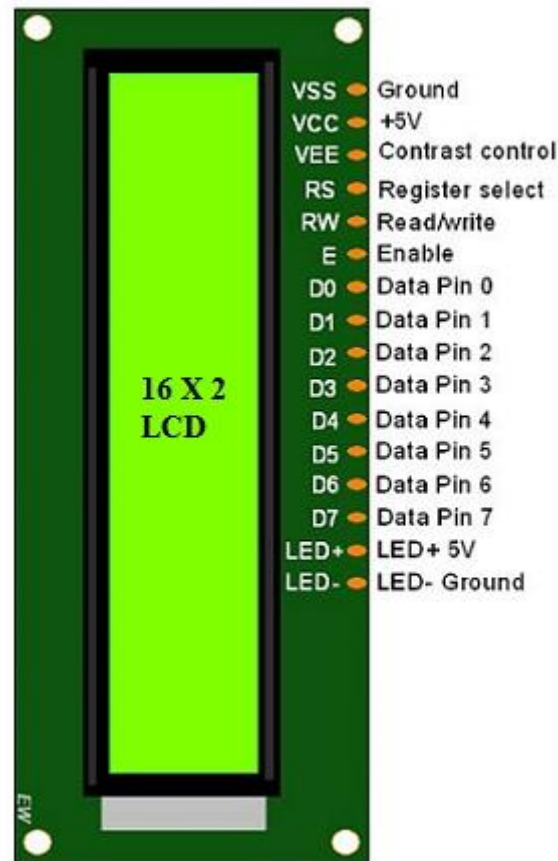 VSS Ground
VCC +5V
VEE Contrast control
RS Register select
RW Read/write
E Enable
D0 Data Pin 0
D1 Data Pin 1
D2 Data Pin 2
D3 Data Pin 3
D4 Data Pin 4
D5 Data Pin 5
D6 Data Pin 6
D7 Data Pin 7
LED+ LED+ 5V
LED- LED- Ground
16 X 2
LCD
EW